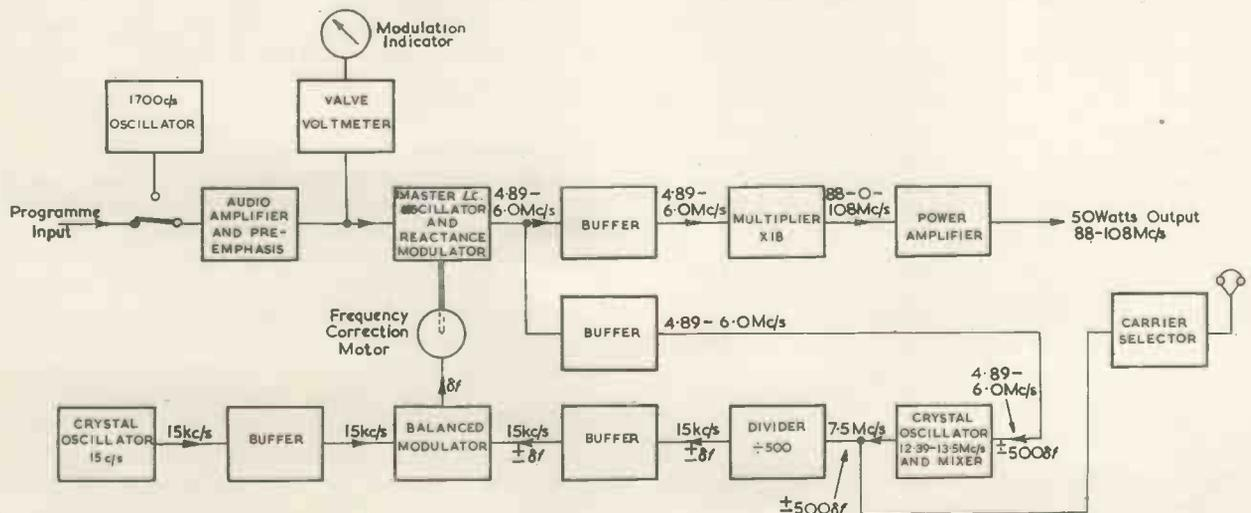 Modulation
Indicator
1700c/s
OSCILLATOR
VALVE
VOLTMETER
Programme
Input
AUDIO
AMPLIFIER
AND PRE-
EMPHASIS
MASTER LC.
OSCILLATOR
AND
REACTANCE
MODULATOR
4·89-
6·0Mc/s
BUFFER
4·89-
6·0Mc/s
MULTIPLIER
X18
88-0-
108Mc/s
POWER
AMPLIFIER
50Watts Output
88-108Mc/s
Frequency
Correction
Motor
BUFFER
4·89-6·0Mc/s
CARRIER
SELECTOR
δf
4·89-
6·0Mc/s
CRYSTAL
OSCILLATOR
15 c/s
15kc/s
BUFFER
15kc/s
BALANCED
MODULATOR
15kc/s
±δf
BUFFER
15kc/s
±δf
DIVIDER
÷500
7·5Mc/s
±500δf
CRYSTAL
OSCILLATOR
12·39-13·5Mc/s
AND MIXER
±500δf